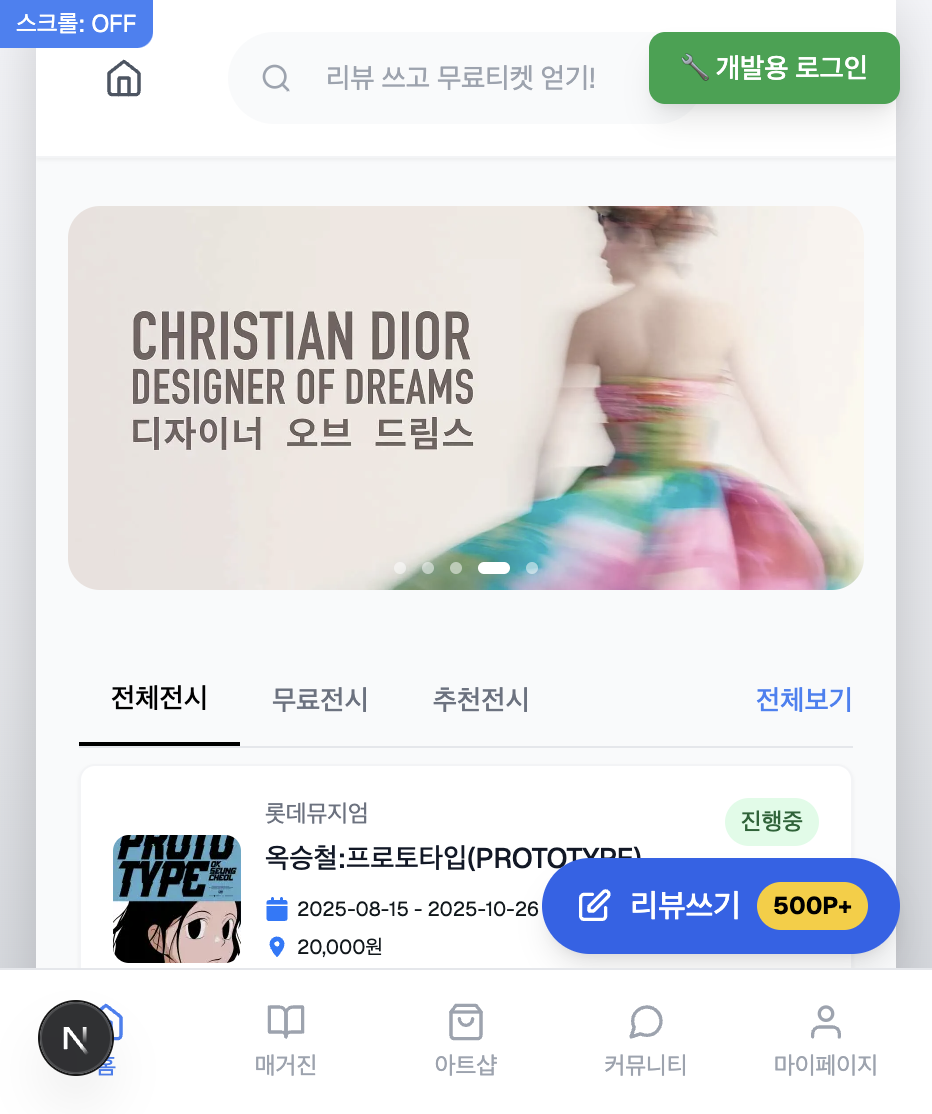 스크롤: OFF
리뷰 쓰고 무료티켓 얻기!
🔧 개발용 로그인
CHRISTIAN DIOR
DESIGNER OF DREAMS
디자이너 오브 드림스
전체전시
무료전시
추천전시
전체보기
롯데뮤지엄
진행중
옥승철:프로토타입(PROTOTYPE)
PROTO
TYPE
OK
SEUNG
CHEOL
2025-08-15 - 2025-10-26
20,000원
리뷰쓰기 500P+
N
홈
매거진
아트샵
커뮤니티
마이페이지